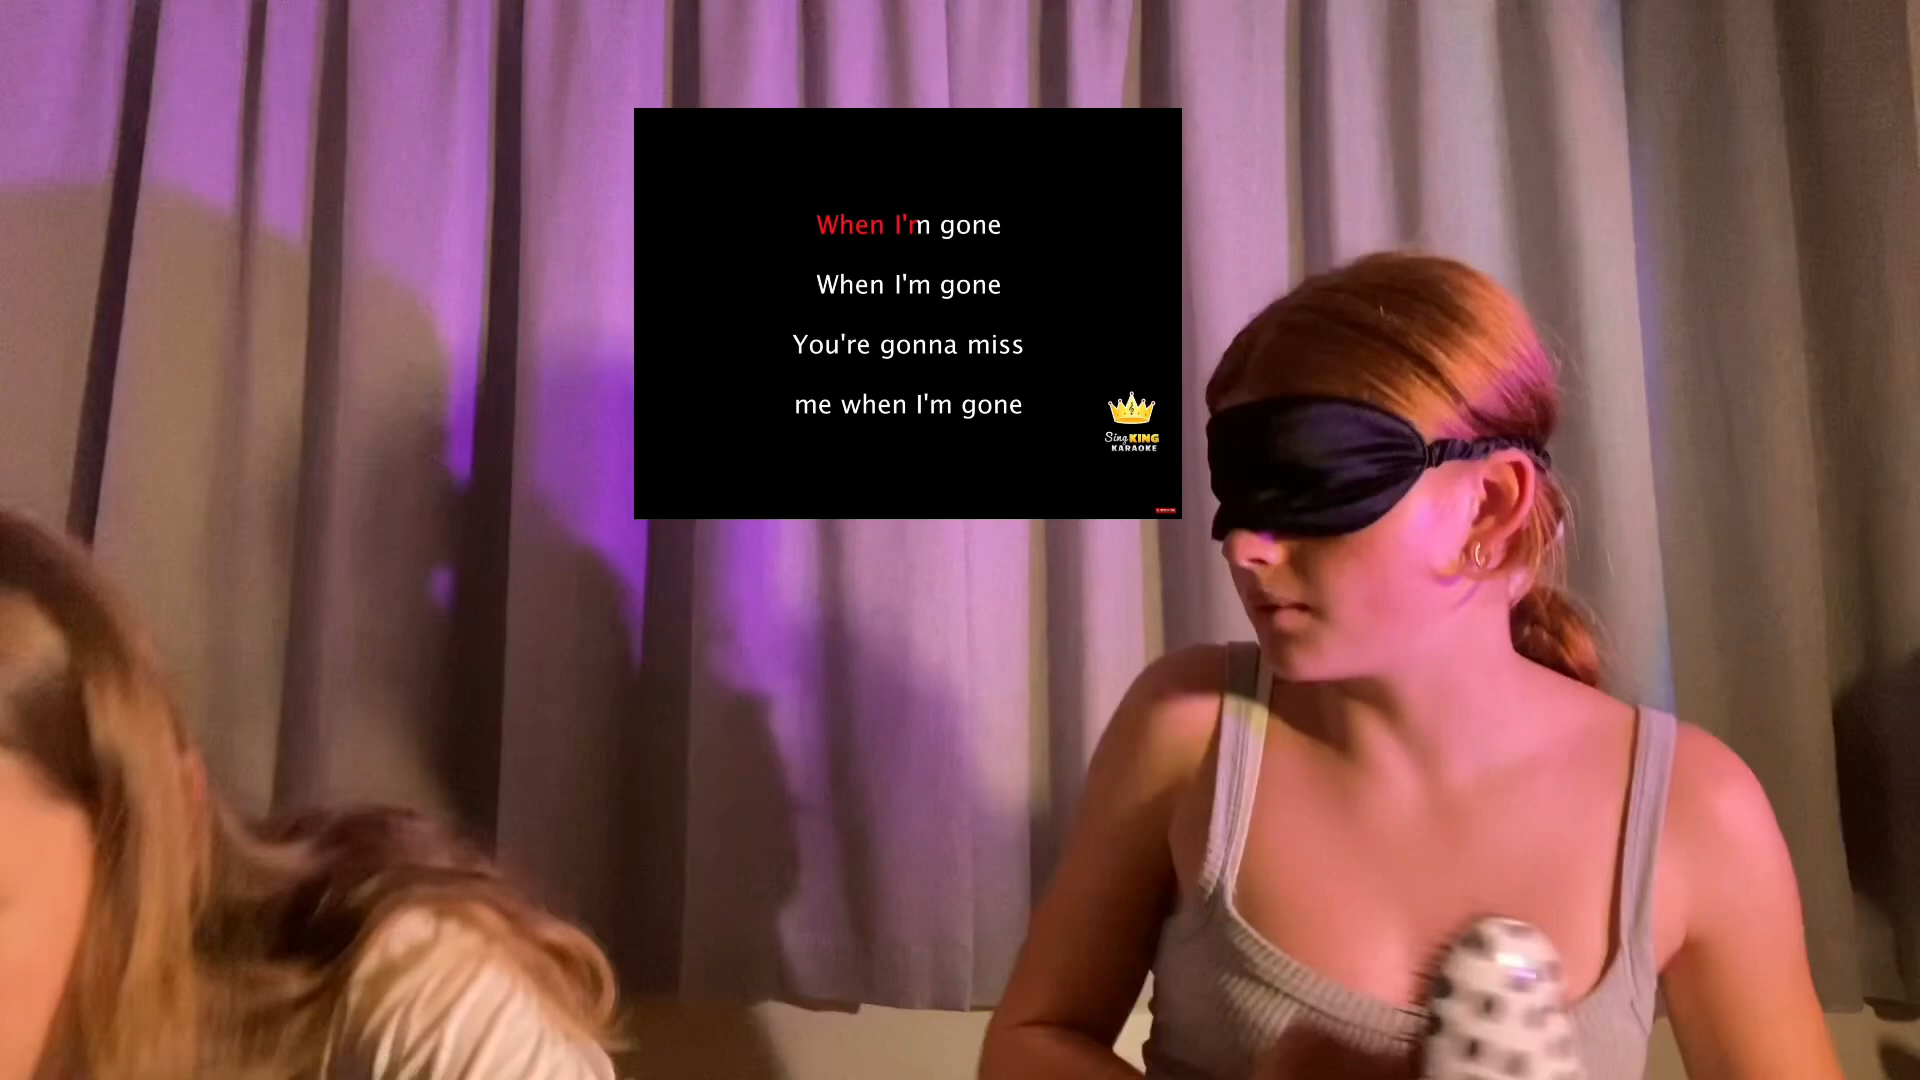 When I'm gone
When I'm gone
You're gonna miss
me when I'm gone
Sing KING
KARAOKE